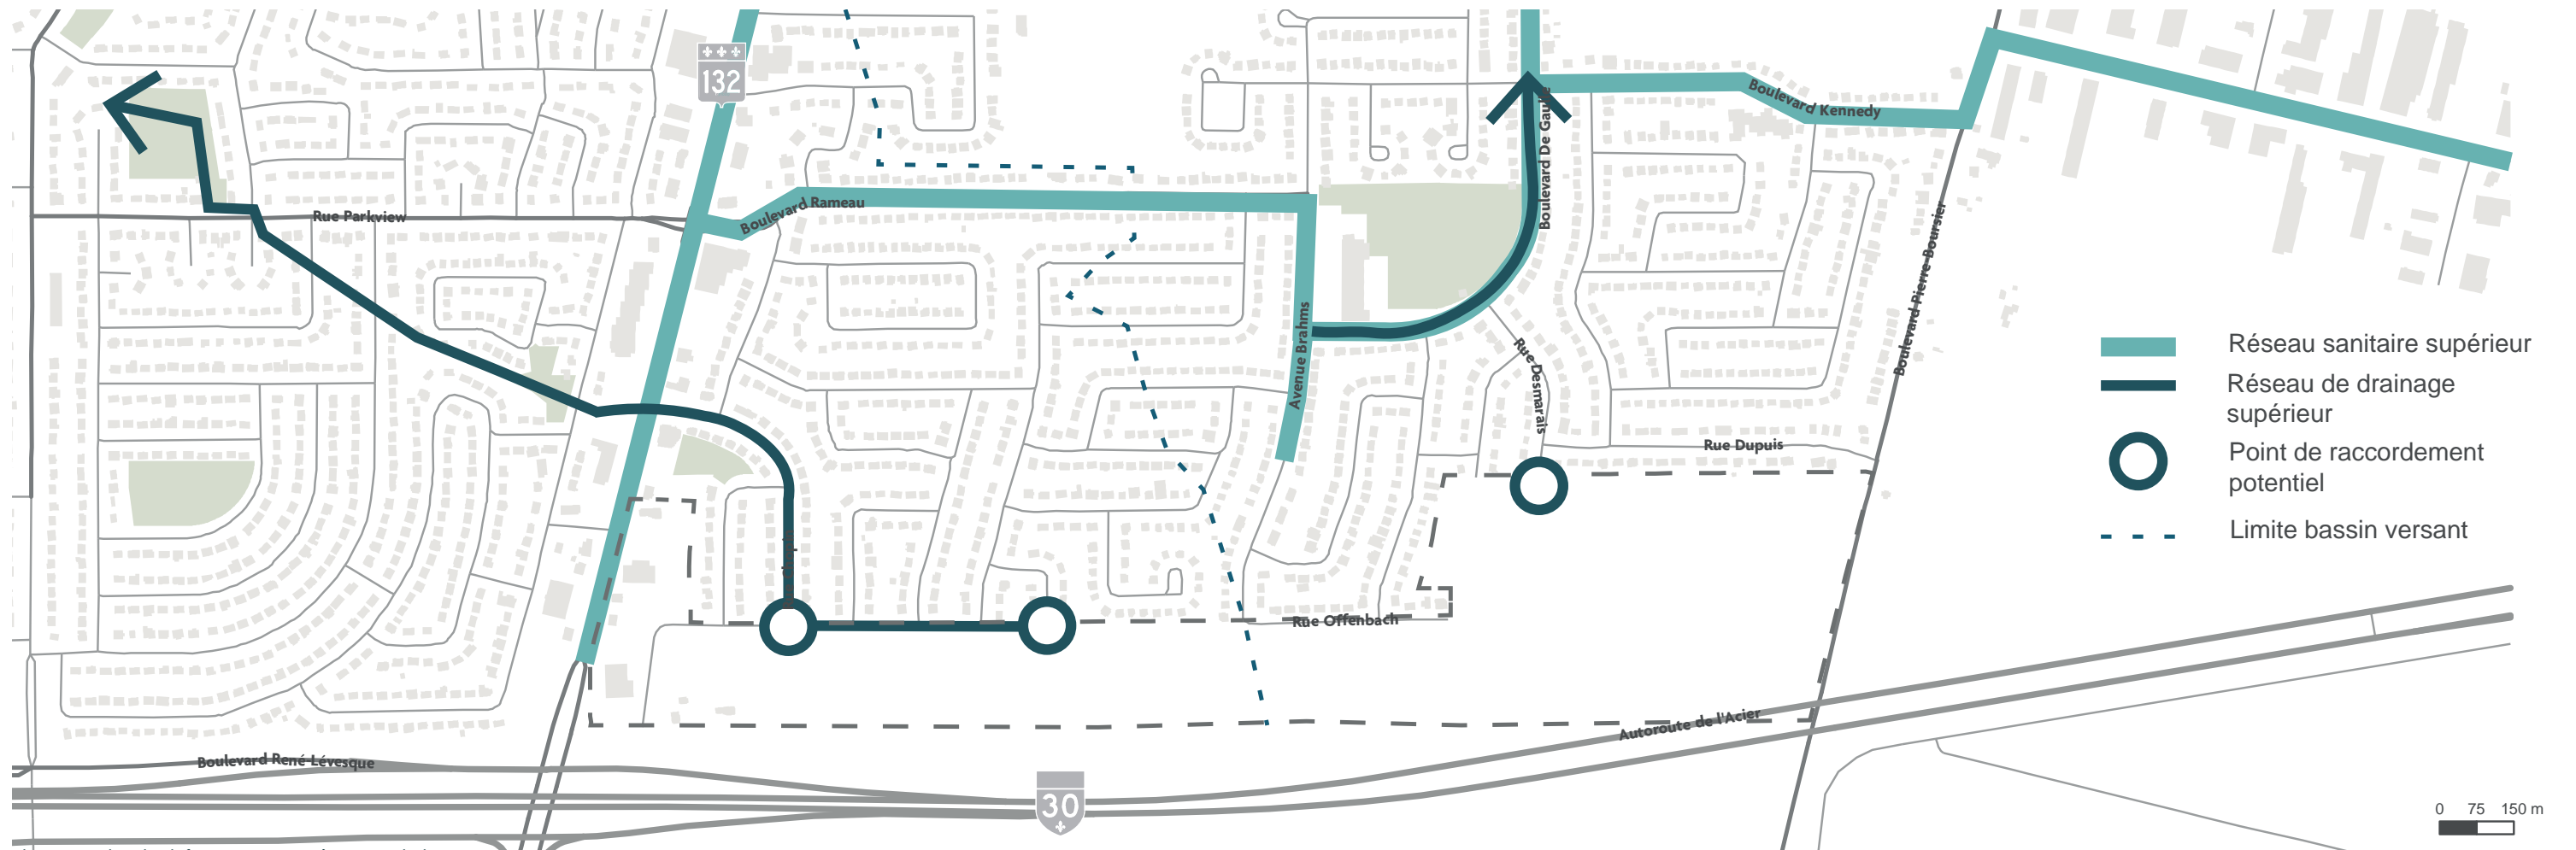 132
Boulevard De Gaulle
Boulevard Kennedy
Rue Parkview
Boulevard Rameau
Boulevard Pierre-Boursier
Avenue Brahms
Rue Desmarais
Rue Dupuis
Réseau sanitaire supérieur
Réseau de drainage
supérieur
Point de raccordement
potentiel
Limite bassin versant
Rue Offenbach
Autoroute de l'Acier
Boulevard René-Lévesque
30
0 75 150 m